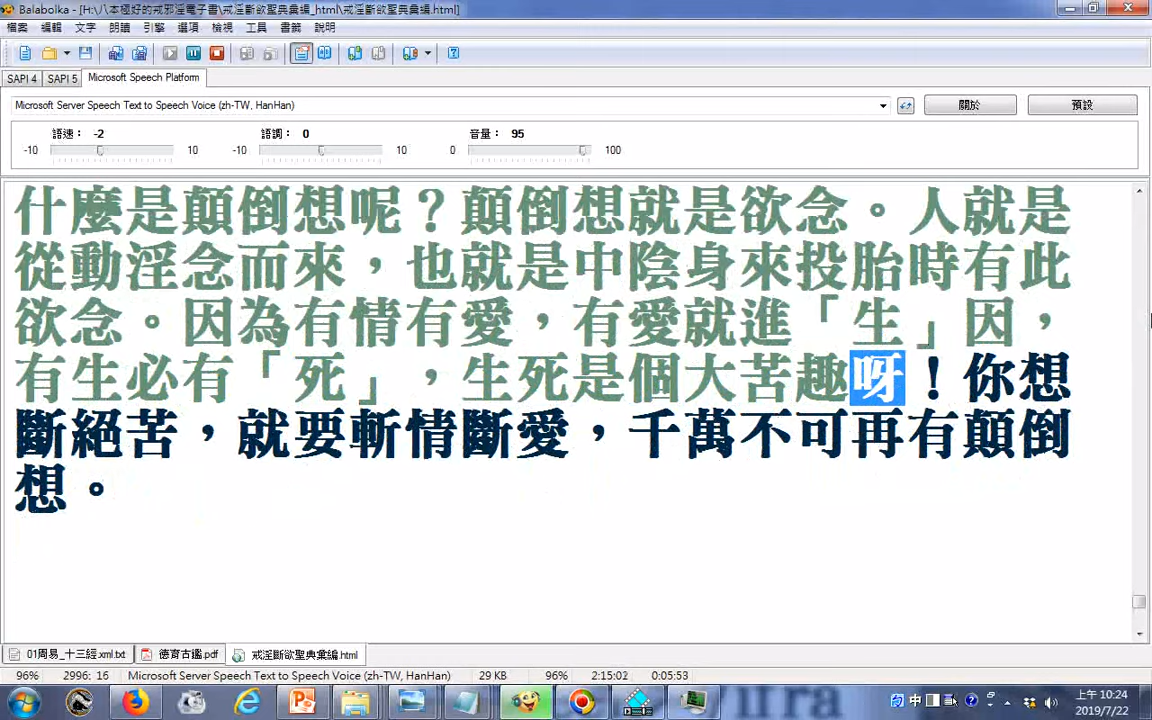 Balabolka - [H:\八本極好的戒邪淫電子書\戒淫斷欲聖典彙編_html\戒淫斷欲聖典彙編.html]
檔案 編輯 文字 朗讀 引擎 選項 檢視 工具 書籤 說明
SAPI 4 SAPI 5 Microsoft Speech Platform
Microsoft Server Speech Text to Speech Voice (zh-TW, HanHan) 關於 預設
語速： -2 語調： 0 音量： 95
-10 10 -10 10 0 100
什麼是顛倒想呢？顛倒想就是欲念。人就是
從動淫念而來，也就是中陰身來投胎時有此
欲念。因為有情有愛，有愛就進「生」因，
有生必有「死」，生死是個大苦趣呀！你想
斷絕苦，就要斬情斷愛，千萬不可再有顛倒
想。
01周易_十三經.xml.txt 德育古鑑.pdf 戒淫斷欲聖典彙編.html
96% 2996: 16 Microsoft Server Speech Text to Speech Voice (zh-TW, HanHan) 29 KB 96% 2:15:02 0:05:53
中 上午 10:24
2019/7/22